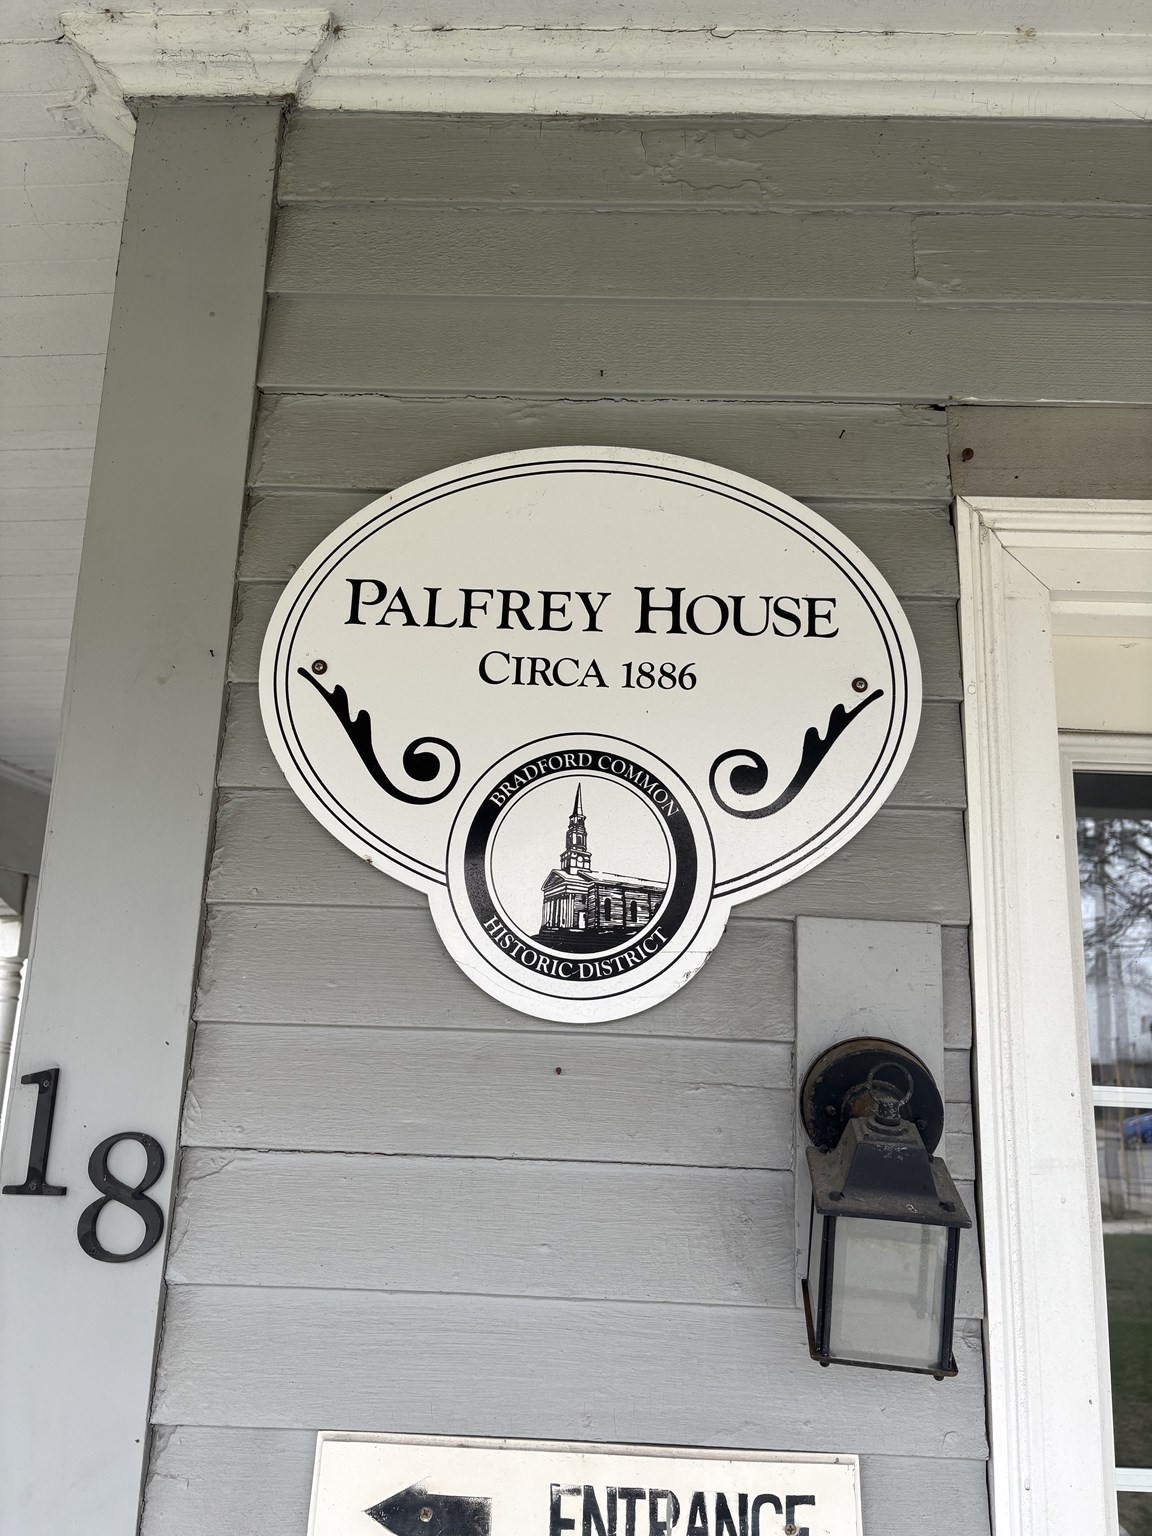 PALFREY HOUSE
CIRCA 1886
BRADFORD COMMON
HISTORIC DISTRICT
18
ENTRANCE